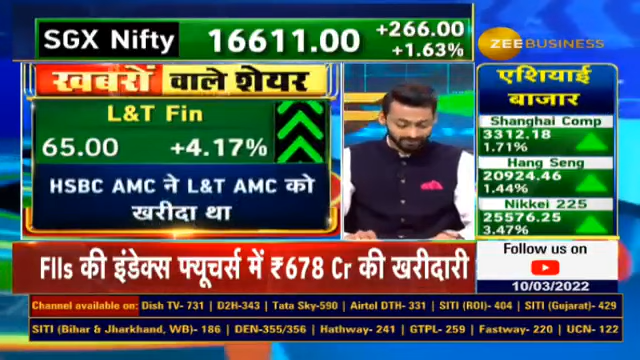 SGX Nifty 16611.00 +266.00
+1.63%
ZEE BUSINESS
खबरों वाले शेयर
L&T Fin
65.00 +4.17%
HSBC AMC ने L&T AMC को
खरीदा था
एशियाई
बाजार
Shanghai Comp
3312.18
1.71%
Hang Seng
20924.46
1.44%
Nikkei 225
25576.25
3.47%
FIIs की इंडेक्स फ्यूचर्स में ₹678 Cr की खरीदारी
Follow us on
10/03/2022
Channel available on: Dish TV- 731 | D2H-343 | Tata Sky-590 | Airtel DTH- 331 | SITI (ROI)- 404 | SITI (Gujarat)- 429
SITI (Bihar & Jharkhand, WB)- 186 | DEN-355/356 | Hathway- 241 | GTPL- 259 | Fastway- 220 | UCN- 122